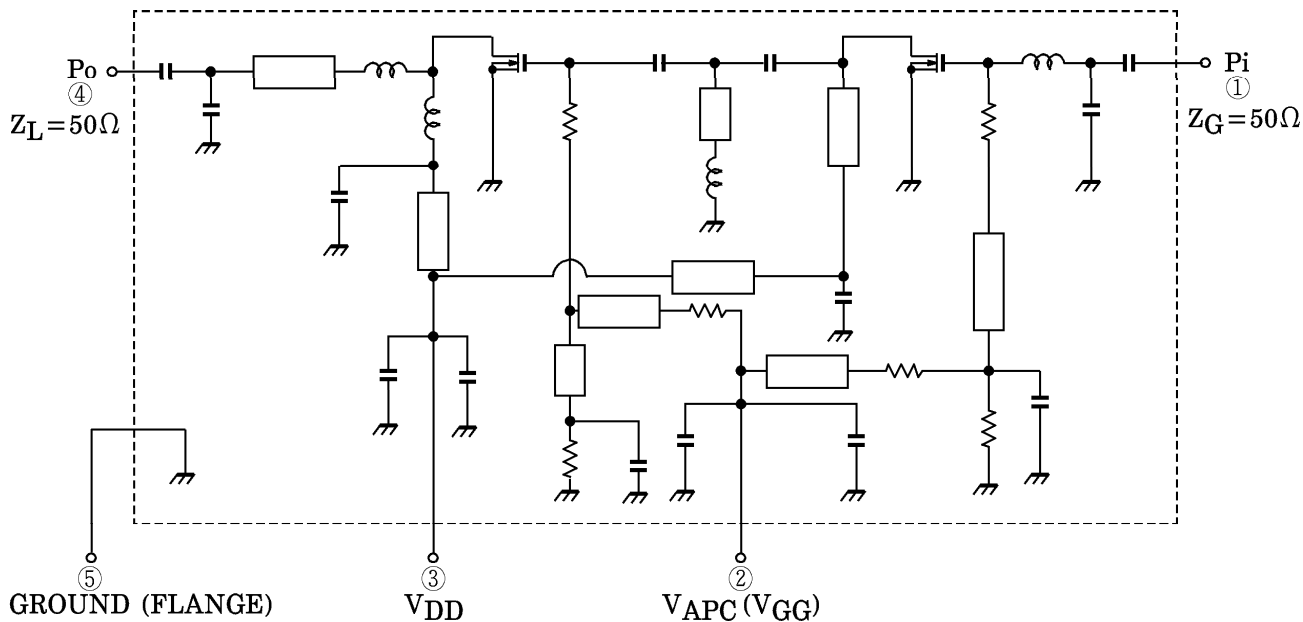 Po
④
ZL=50Ω
Pi
①
ZG=50Ω
⑤
GROUND (FLANGE)
③
VDD
②
VAPC (VGG)